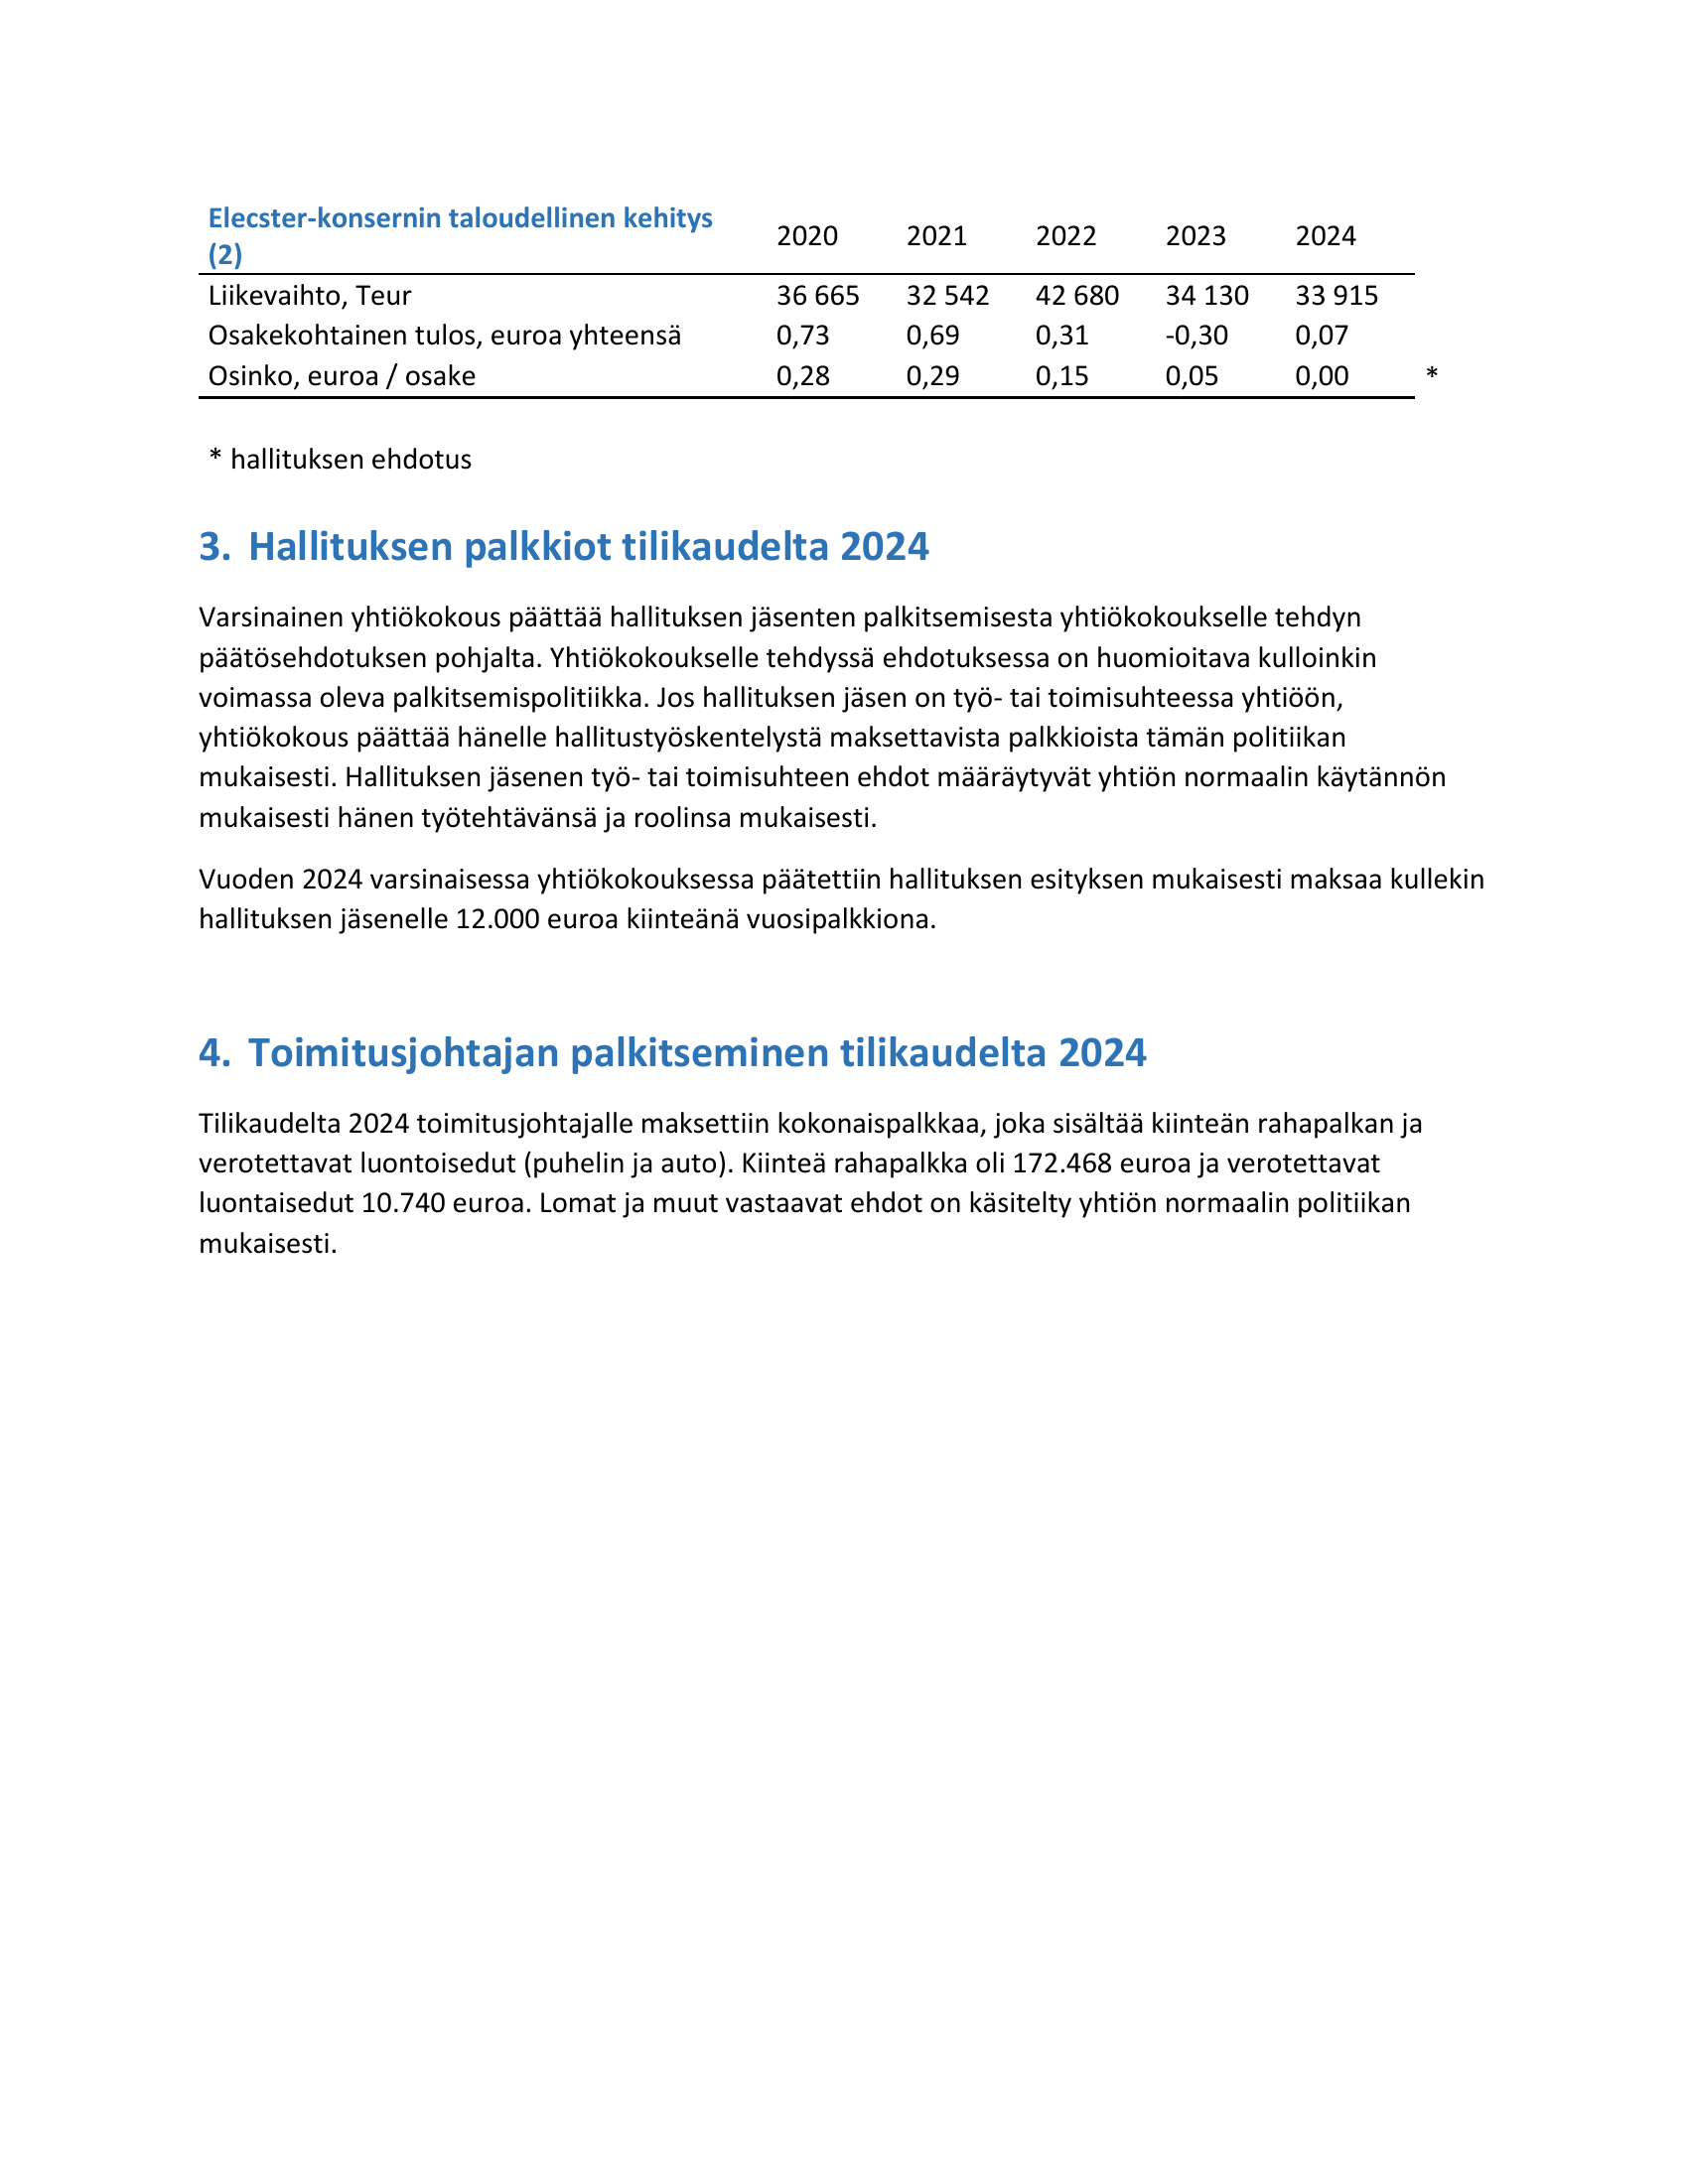 Elecster-konsernin taloudellinen kehitys
(2) 2020 2021 2022 2023 2024
Liikevaihto, Teur 36 665 32 542 42 680 34 130 33 915
Osakekohtainen tulos, euroa yhteensä 0,73 0,69 0,31 -0,30 0,07
Osinko, euroa / osake 0,28 0,29 0,15 0,05 0,00 *
* hallituksen ehdotus
3. Hallituksen palkkiot tilikaudelta 2024
Varsinainen yhtiökokous päättää hallituksen jäsenten palkitsemisesta yhtiökokoukselle tehdyn
päätösehdotuksen pohjalta. Yhtiökokoukselle tehdyssä ehdotuksessa on huomioitava kulloinkin
voimassa oleva palkitsemispolitiikka. Jos hallituksen jäsen on työ- tai toimisuhteessa yhtiöön,
yhtiökokous päättää hänelle hallitustyöskentelystä maksettavista palkkioista tämän politiikan
mukaisesti. Hallituksen jäsenen työ- tai toimisuhteen ehdot määräytyvät yhtiön normaalin käytännön
mukaisesti hänen työtehtävänsä ja roolinsa mukaisesti.
Vuoden 2024 varsinaisessa yhtiökokouksessa päätettiin hallituksen esityksen mukaisesti maksaa kullekin
hallituksen jäsenelle 12.000 euroa kiinteänä vuosipalkkiona.
4. Toimitusjohtajan palkitseminen tilikaudelta 2024
Tilikaudelta 2024 toimitusjohtajalle maksettiin kokonaispalkkaa, joka sisältää kiinteän rahapalkan ja
verotettavat luontoisedut (puhelin ja auto). Kiinteä rahapalkka oli 172.468 euroa ja verotettavat
luontaisedut 10.740 euroa. Lomat ja muut vastaavat ehdot on käsitelty yhtiön normaalin politiikan
mukaisesti.